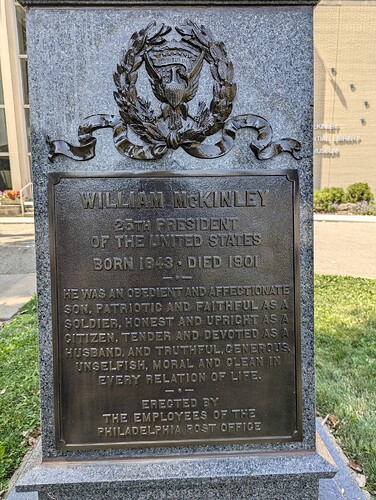 WILLIAM McKINLEY
25TH PRESIDENT
OF THE UNITED STATES
BORN 1843 · DIED 1901
HE WAS AN OBEDIENT AND AFFECTIONATE
SON, PATRIOTIC AND FAITHFUL AS A
SOLDIER, HONEST AND UPRIGHT AS A
CITIZEN, TENDER AND DEVOTED AS A
HUSBAND, AND TRUTHFUL, GENEROUS,
UNSELFISH, MORAL AND CLEAN IN
EVERY RELATION OF LIFE.
ERECTED BY
THE EMPLOYEES OF THE
PHILADELPHIA POST OFFICE
KINLEY
LIBRARY